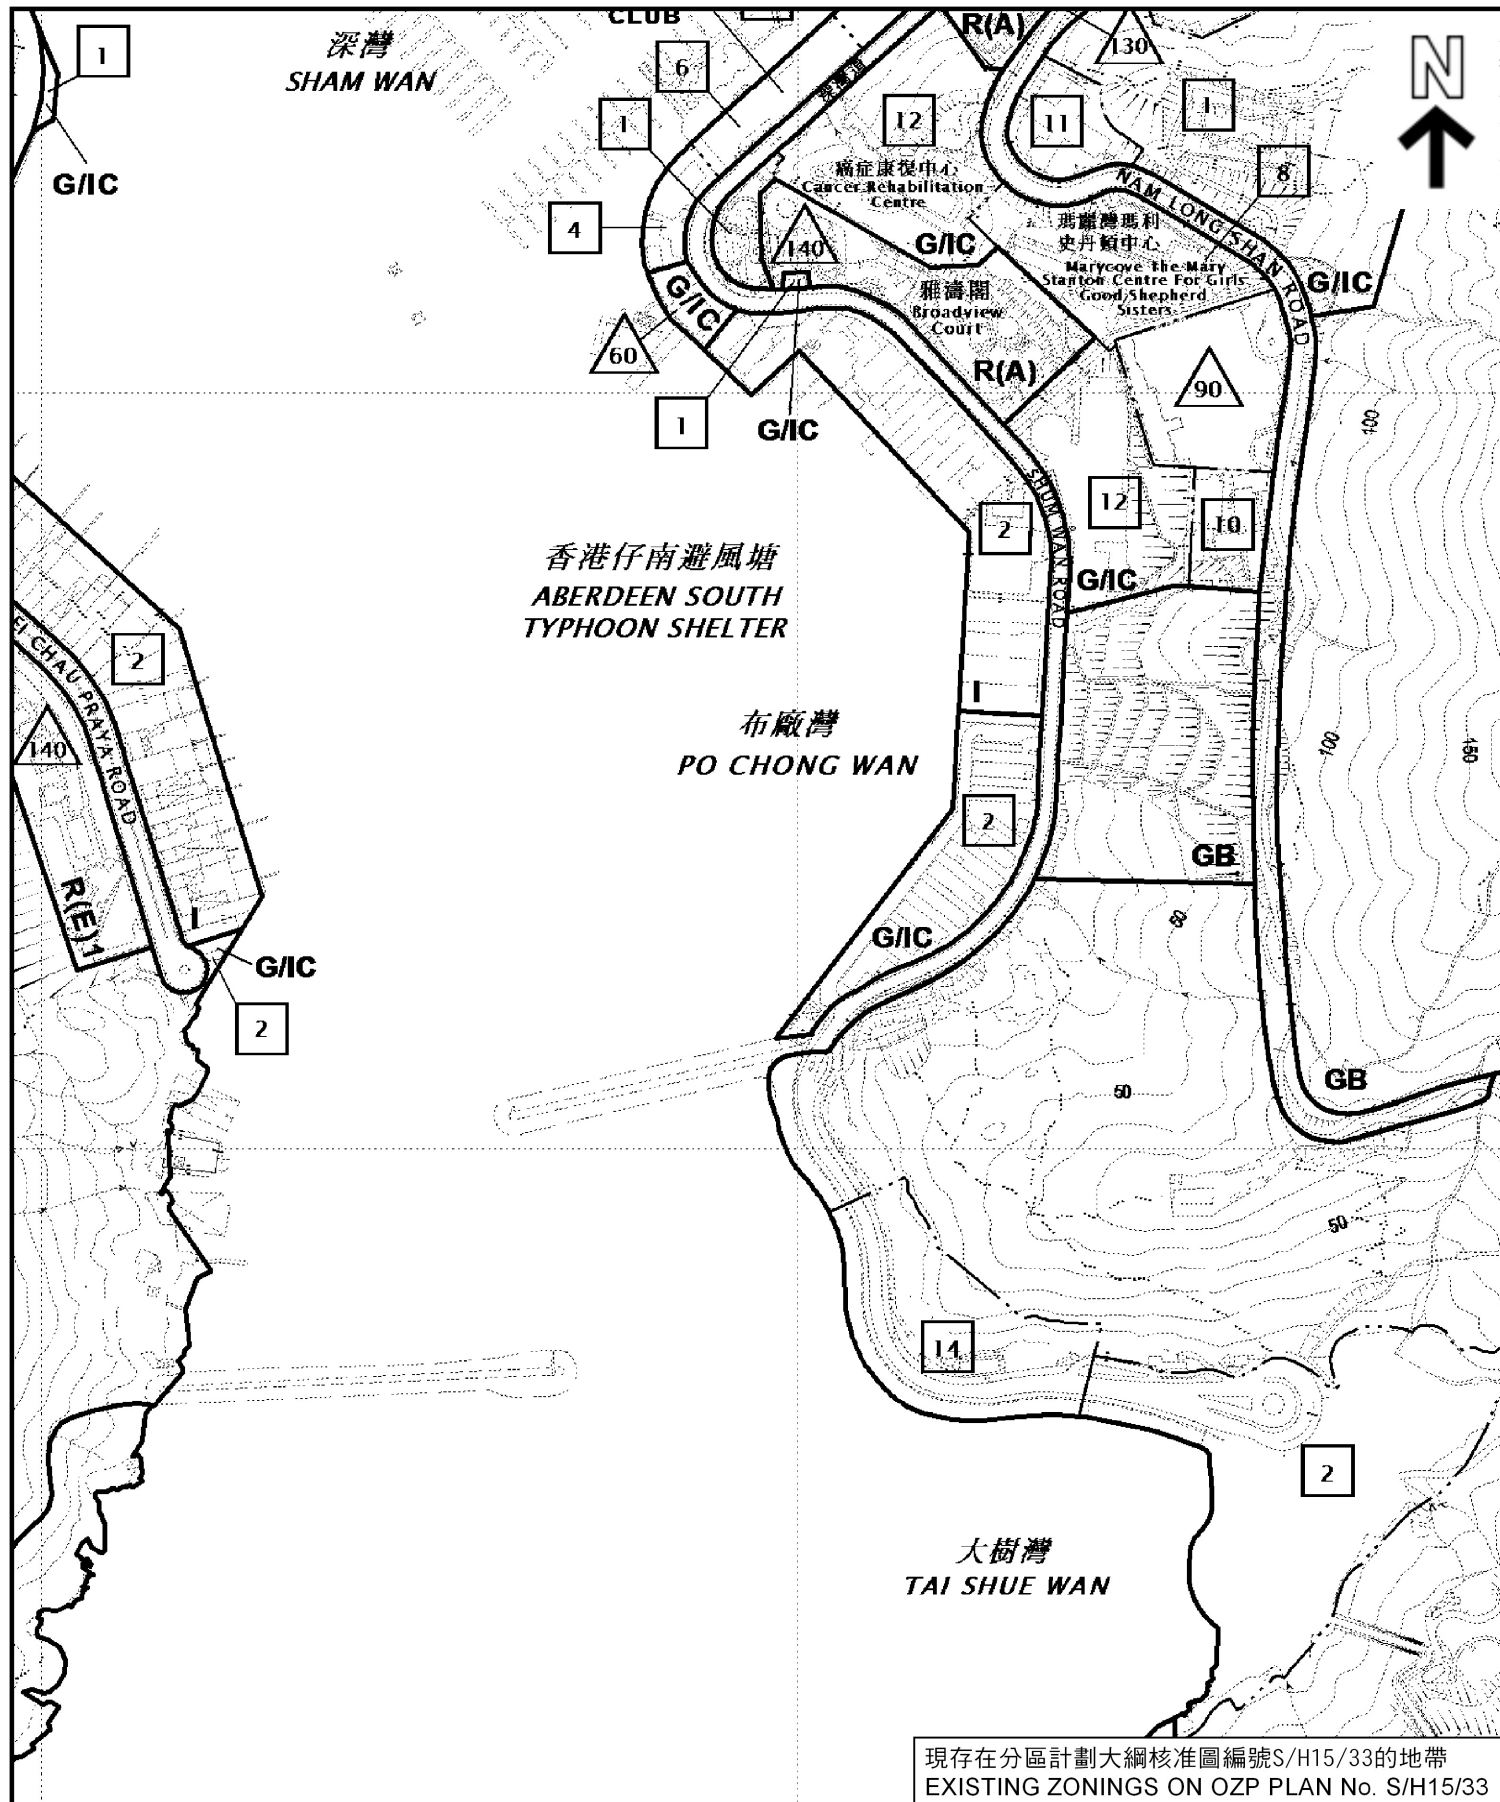 CLUB
R(A)
130
N
深灣
SHAM WAN
1
6
1
12
11
1
深灣道
8
G/IC
癌症康復中心
Cancer Rehabilitation
Centre
NAM LONG SHAN ROAD
4
瑪麗灣瑪利
史丹頓中心
Marycove the Mary
Stanton Centre For Girls
Good Shepherd
Sisters
140
G/IC
G/IC
G/IC
雅濤閣
Broadview
Court
60
R(A)
90
1
G/IC
100
SHUM WAN ROAD
12
10
2
香港仔南避風塘
ABERDEEN SOUTH
TYPHOON SHELTER
G/IC
EI CHAU PRAYA ROAD
2
I
140
布廠灣
PO CHONG WAN
100
150
2
GB
R(E)1
I
G/IC
50
G/IC
2
GB
50
50
14
2
大樹灣
TAI SHUE WAN
現存在分區計劃大綱核准圖編號S/H15/33的地帶
EXISTING ZONINGS ON OZP PLAN No. S/H15/33